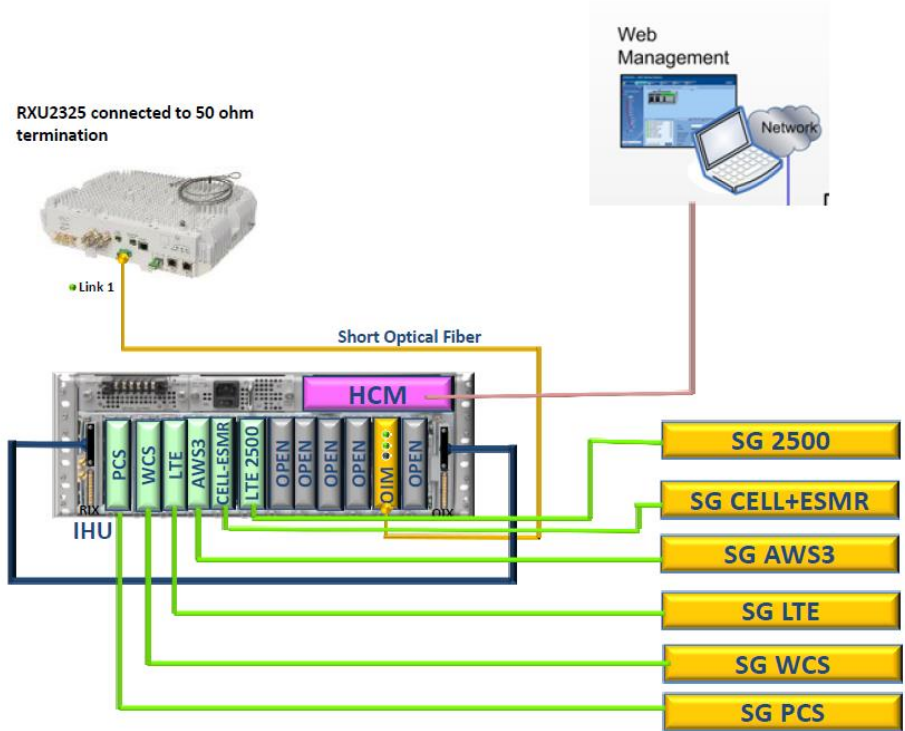 Web
Management
Network
RXU2325 connected to 50 ohm
termination
Link 1
Short Optical Fiber
HCM
PCS
WCS
LTE
AWS3
CELL-ESMR
LTE 2500
OPEN
OPEN
OPEN
OPEN
OIM
OPEN
RIX
OIX
IHU
SG 2500
SG CELL+ESMR
SG AWS3
SG LTE
SG WCS
SG PCS